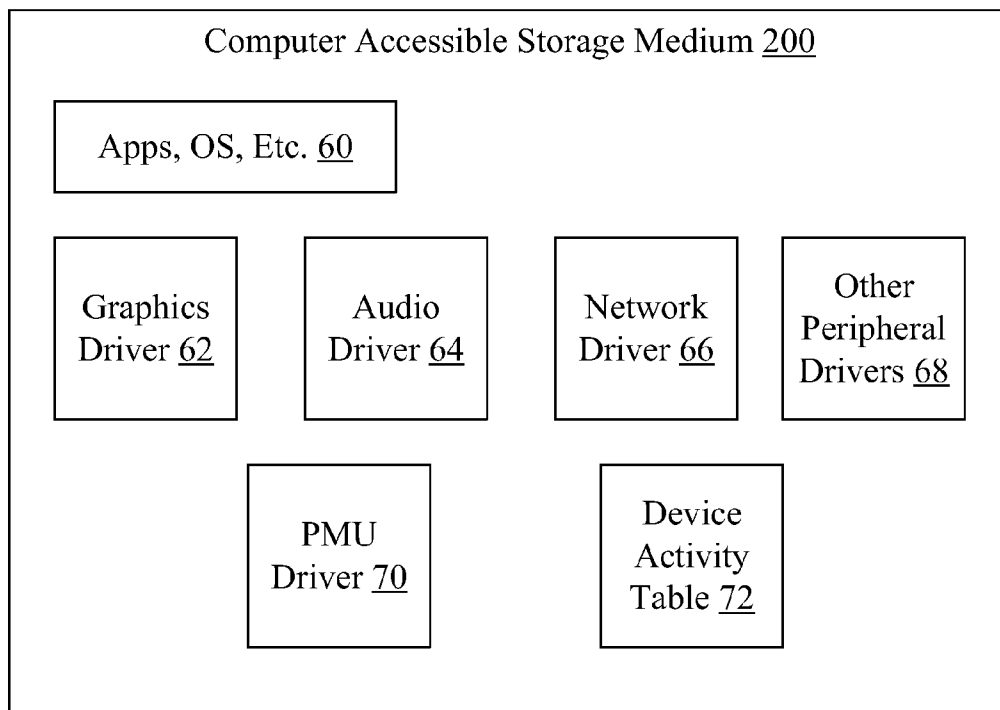 Computer Accessible Storage Medium 200
Apps, OS, Etc. 60
Graphics
Driver 62
Audio
Driver 64
Network
Driver 66
Other
Peripheral
Drivers 68
PMU
Driver 70
Device
Activity
Table 72